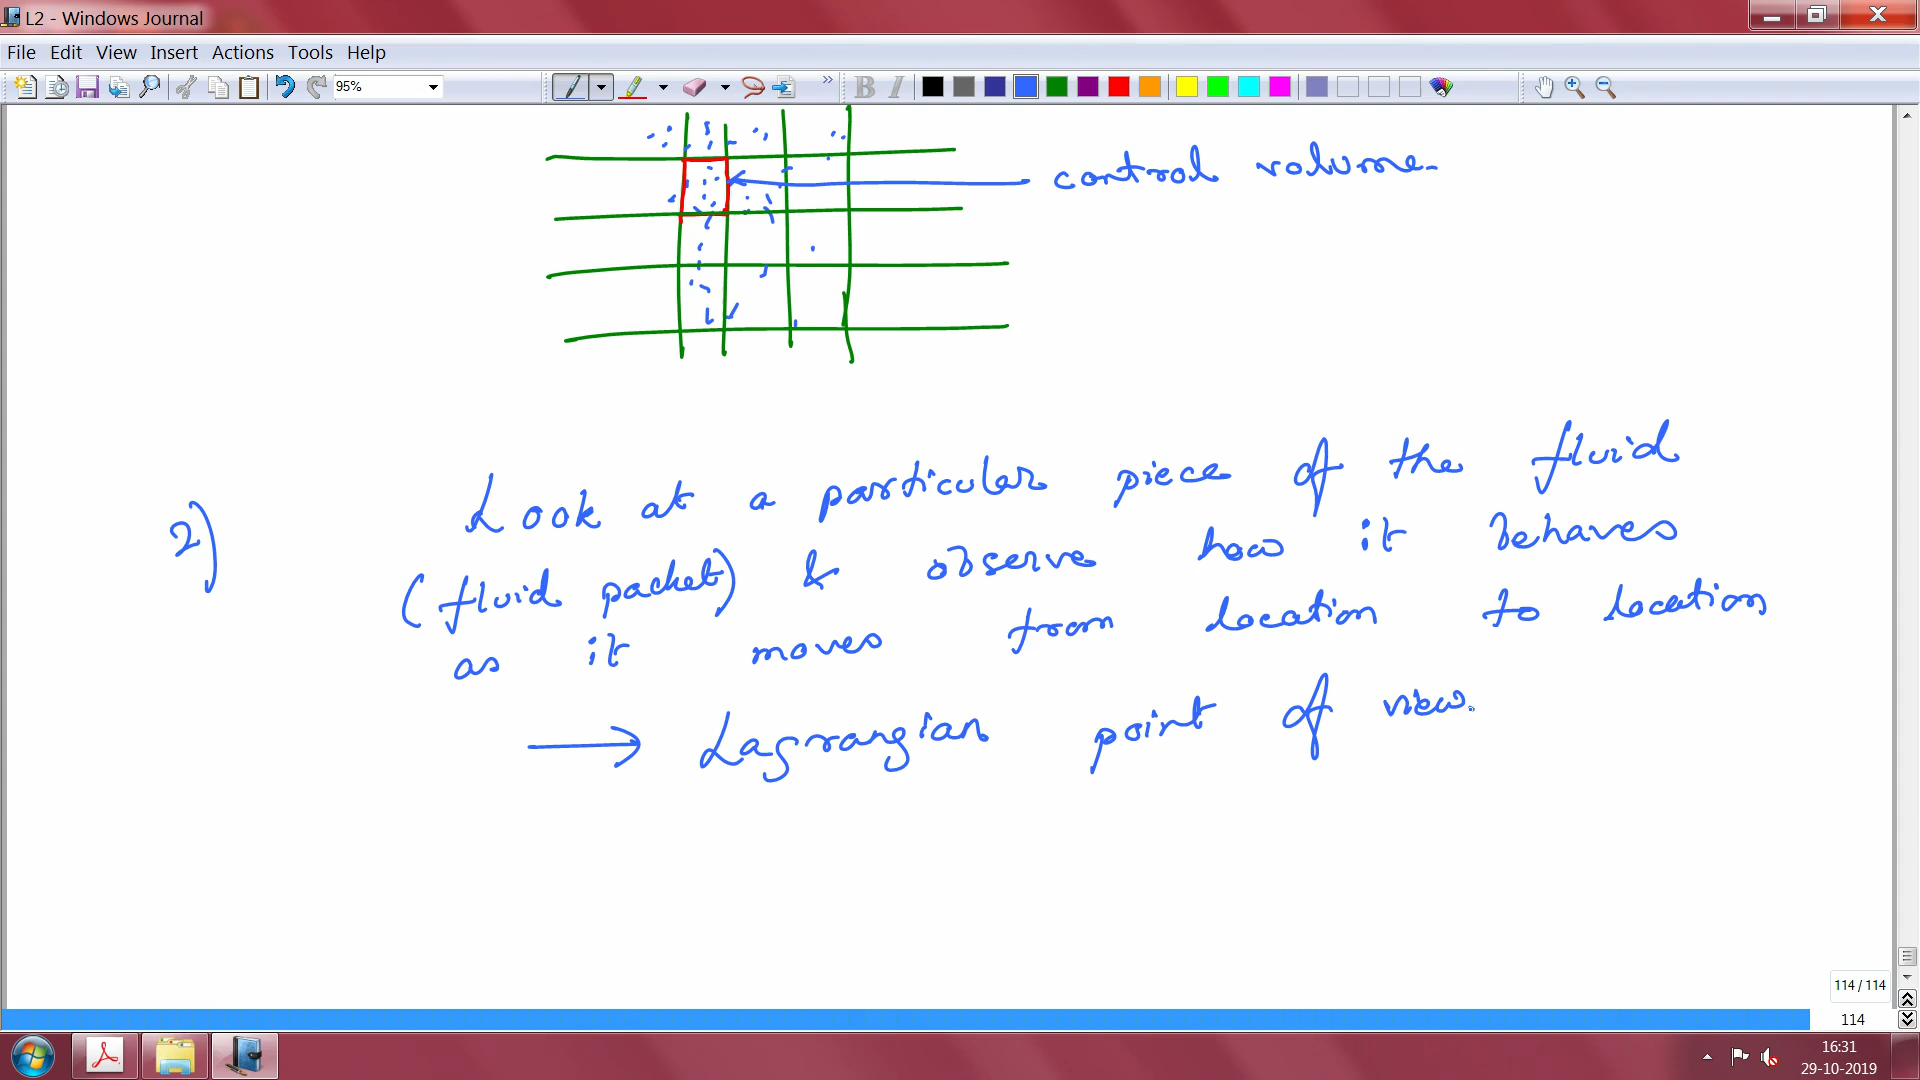 L2 - Windows Journal
File Edit View Insert Actions Tools Help
95%
control volume
2) Look at a particular piece of the fluid
(fluid packet) & observe how it behaves
as it moves from location to location
→ Lagrangian point of view.
114 / 114
114
16:31
29-10-2019